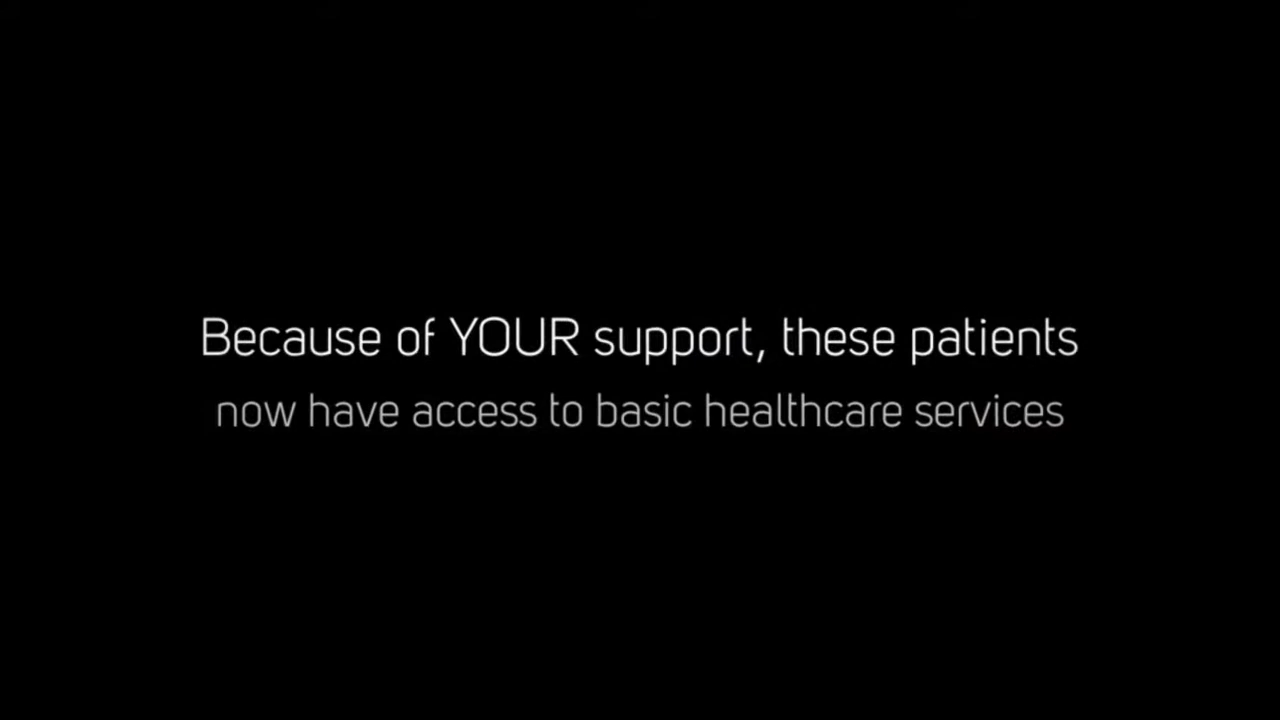 Because of YOUR support, these patients
now have access to basic healthcare services